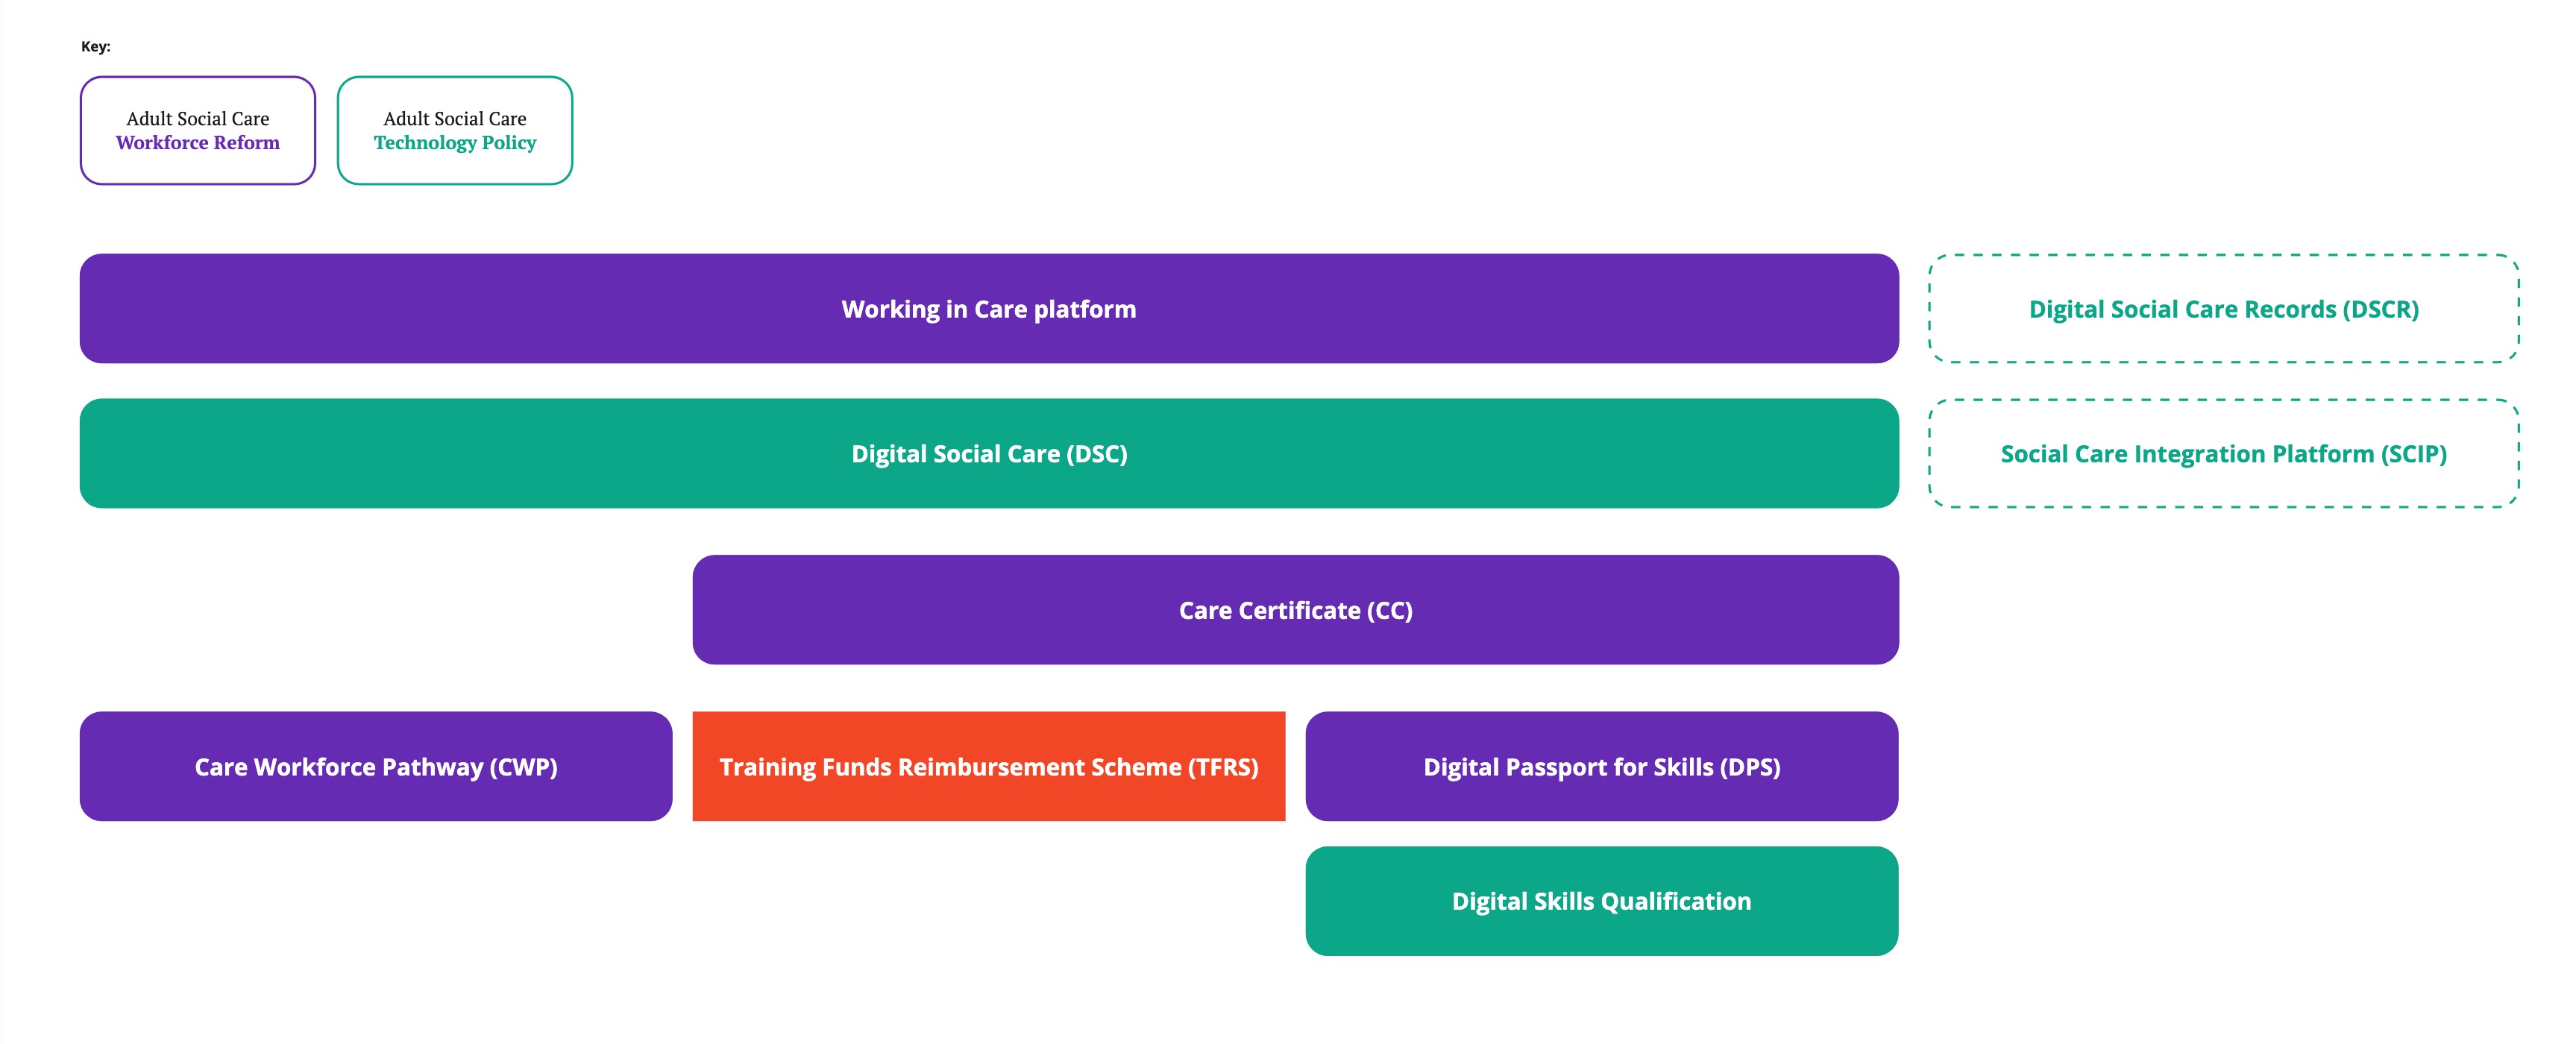 Key:
Adult Social Care
Workforce Reform
Adult Social Care
Technology Policy
Working in Care platform
Digital Social Care Records (DSCR)
Digital Social Care (DSC)
Social Care Integration Platform (SCIP)
Care Certificate (CC)
Care Workforce Pathway (CWP)
Training Funds Reimbursement Scheme (TFRS)
Digital Passport for Skills (DPS)
Digital Skills Qualification